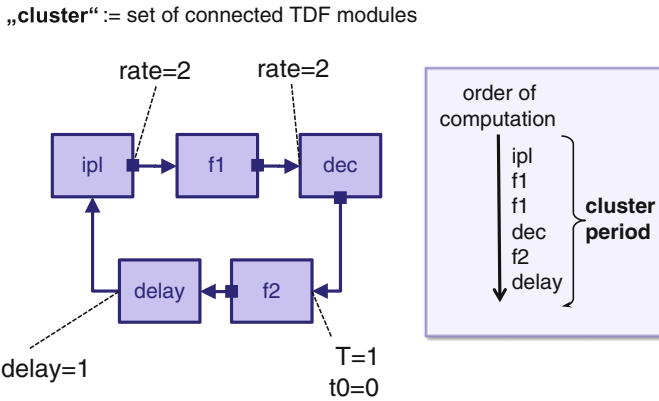 „cluster“ := set of connected TDF modules
rate=2
rate=2
ipl
f1
dec
delay
f2
delay=1
T=1
t0=0
order of
computation
ipl
f1
f1
dec
f2
delay
cluster
period